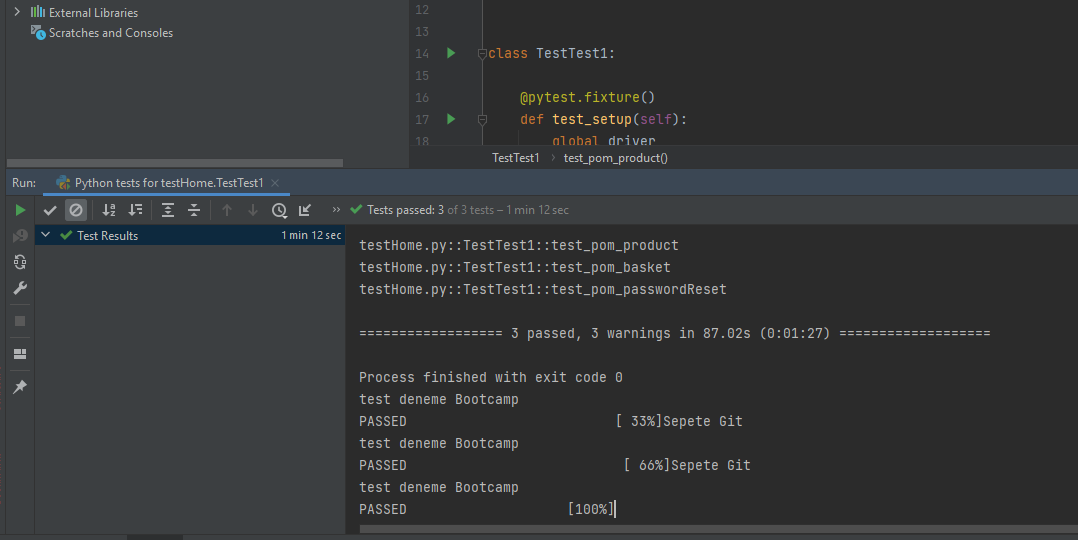 External Libraries
Scratches and Consoles
12
13
14 class TestTest1:
15
16 @pytest.fixture()
17 def test_setup(self):
18 global driver
TestTest1 › test_pom_product()
Run: Python tests for testHome.TestTest1 ×
» Tests passed: 3 of 3 tests – 1 min 12 sec
Test Results 1 min 12 sec
testHome.py::TestTest1::test_pom_product
testHome.py::TestTest1::test_pom_basket
testHome.py::TestTest1::test_pom_passwordReset
================== 3 passed, 3 warnings in 87.02s (0:01:27) ===================
Process finished with exit code 0
test deneme Bootcamp
PASSED [ 33%]Sepete Git
test deneme Bootcamp
PASSED [ 66%]Sepete Git
test deneme Bootcamp
PASSED [100%]